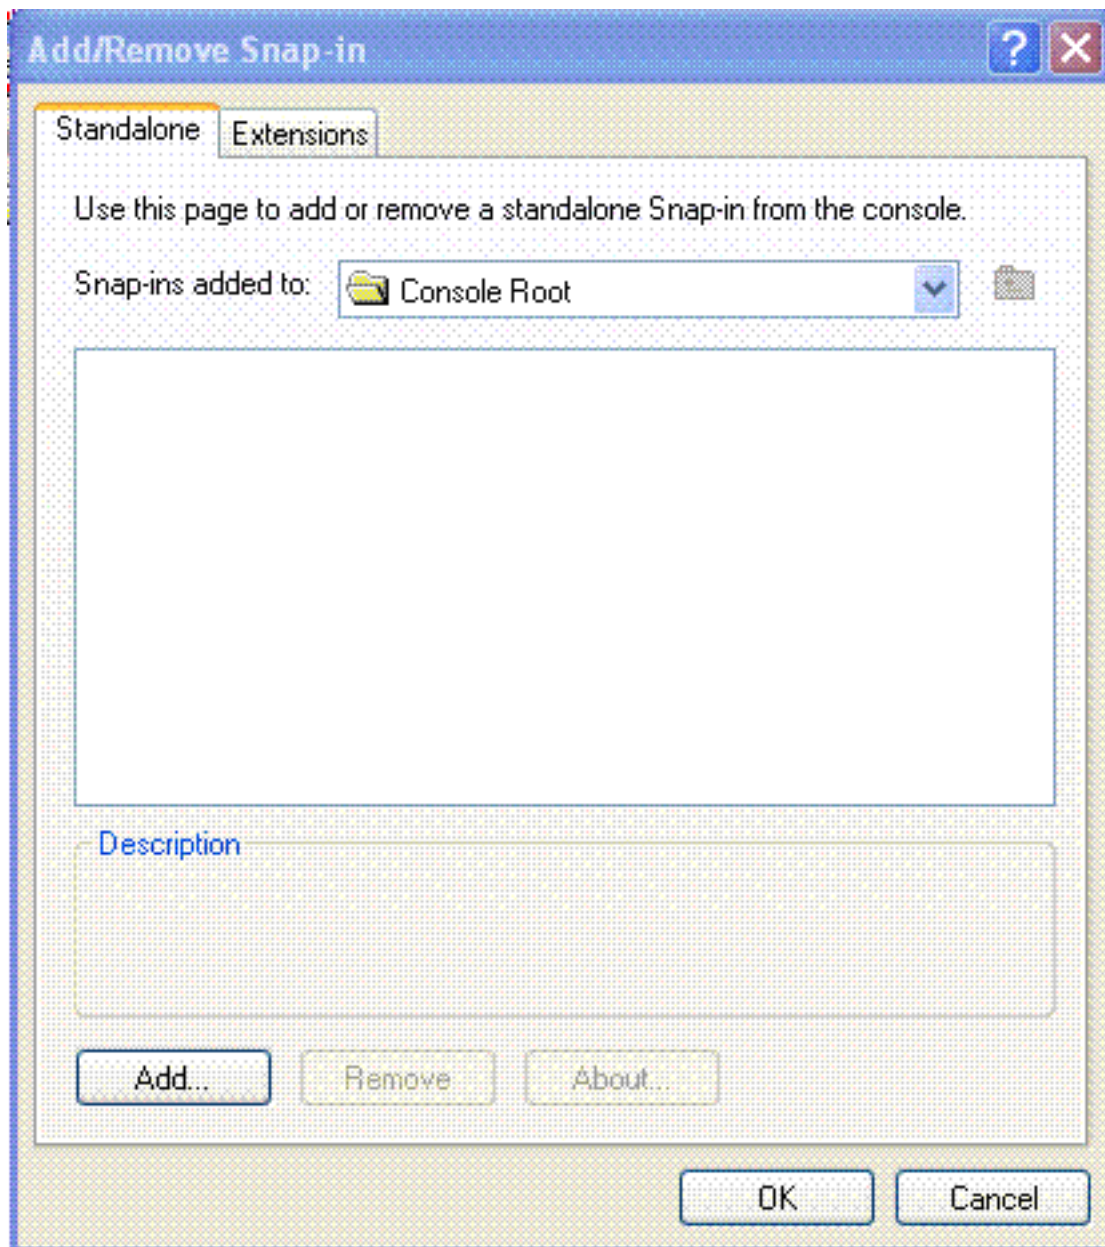 Add/Remove Snap-in
Standalone
Extensions
Use this page to add or remove a standalone Snap-in from the console.
Snap-ins added to:
Console Root
Description
Add...
Remove
About...
OK
Cancel